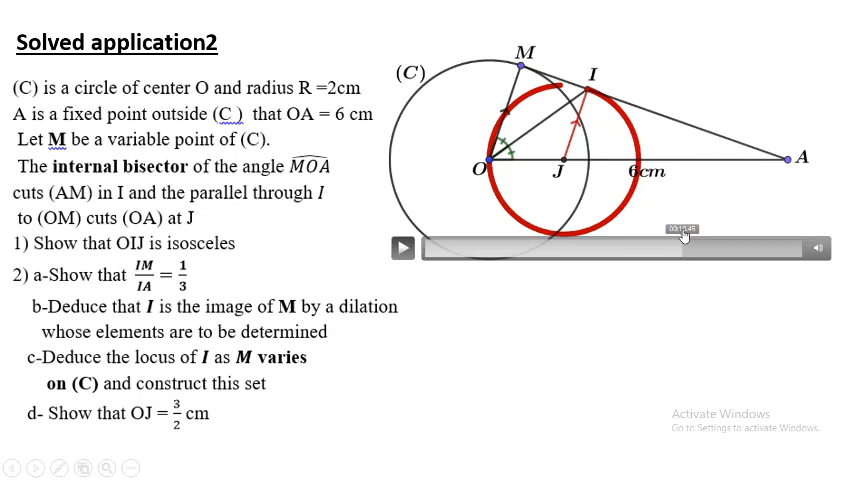 Solved application2
(C) is a circle of center O and radius R =2cm
A is a fixed point outside (C ) that OA = 6 cm
Let M be a variable point of (C).
The internal bisector of the angle MOA
cuts (AM) in I and the parallel through I
to (OM) cuts (OA) at J
1) Show that OIJ is isosceles
2) a-Show that IM/IA = 1/3
b-Deduce that I is the image of M by a dilation
whose elements are to be determined
c-Deduce the locus of I as M varies
on (C) and construct this set
d- Show that OJ = 3/2 cm
(C)
M
I
O
J
6cm
A
Activate Windows
Go to Settings to activate Windows.